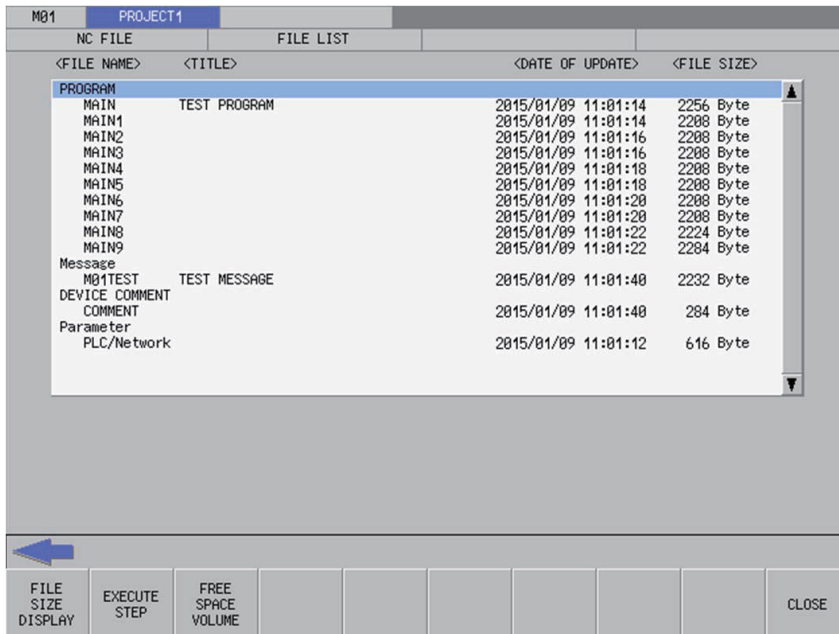 M01 PROJECT1
NC FILE FILE LIST
<FILE NAME> <TITLE> <DATE OF UPDATE> <FILE SIZE>
PROGRAM
MAIN TEST PROGRAM 2015/01/09 11:01:14 2256 Byte
MAIN1 2015/01/09 11:01:14 2208 Byte
MAIN2 2015/01/09 11:01:16 2208 Byte
MAIN3 2015/01/09 11:01:16 2208 Byte
MAIN4 2015/01/09 11:01:18 2208 Byte
MAIN5 2015/01/09 11:01:18 2208 Byte
MAIN6 2015/01/09 11:01:20 2208 Byte
MAIN7 2015/01/09 11:01:20 2208 Byte
MAIN8 2015/01/09 11:01:22 2224 Byte
MAIN9 2015/01/09 11:01:22 2284 Byte
Message
M01TEST TEST MESSAGE 2015/01/09 11:01:40 2232 Byte
DEVICE COMMENT
COMMENT 2015/01/09 11:01:40 284 Byte
Parameter
PLC/Network 2015/01/09 11:01:12 616 Byte
FILE SIZE DISPLAY
EXECUTE STEP
FREE SPACE VOLUME
CLOSE